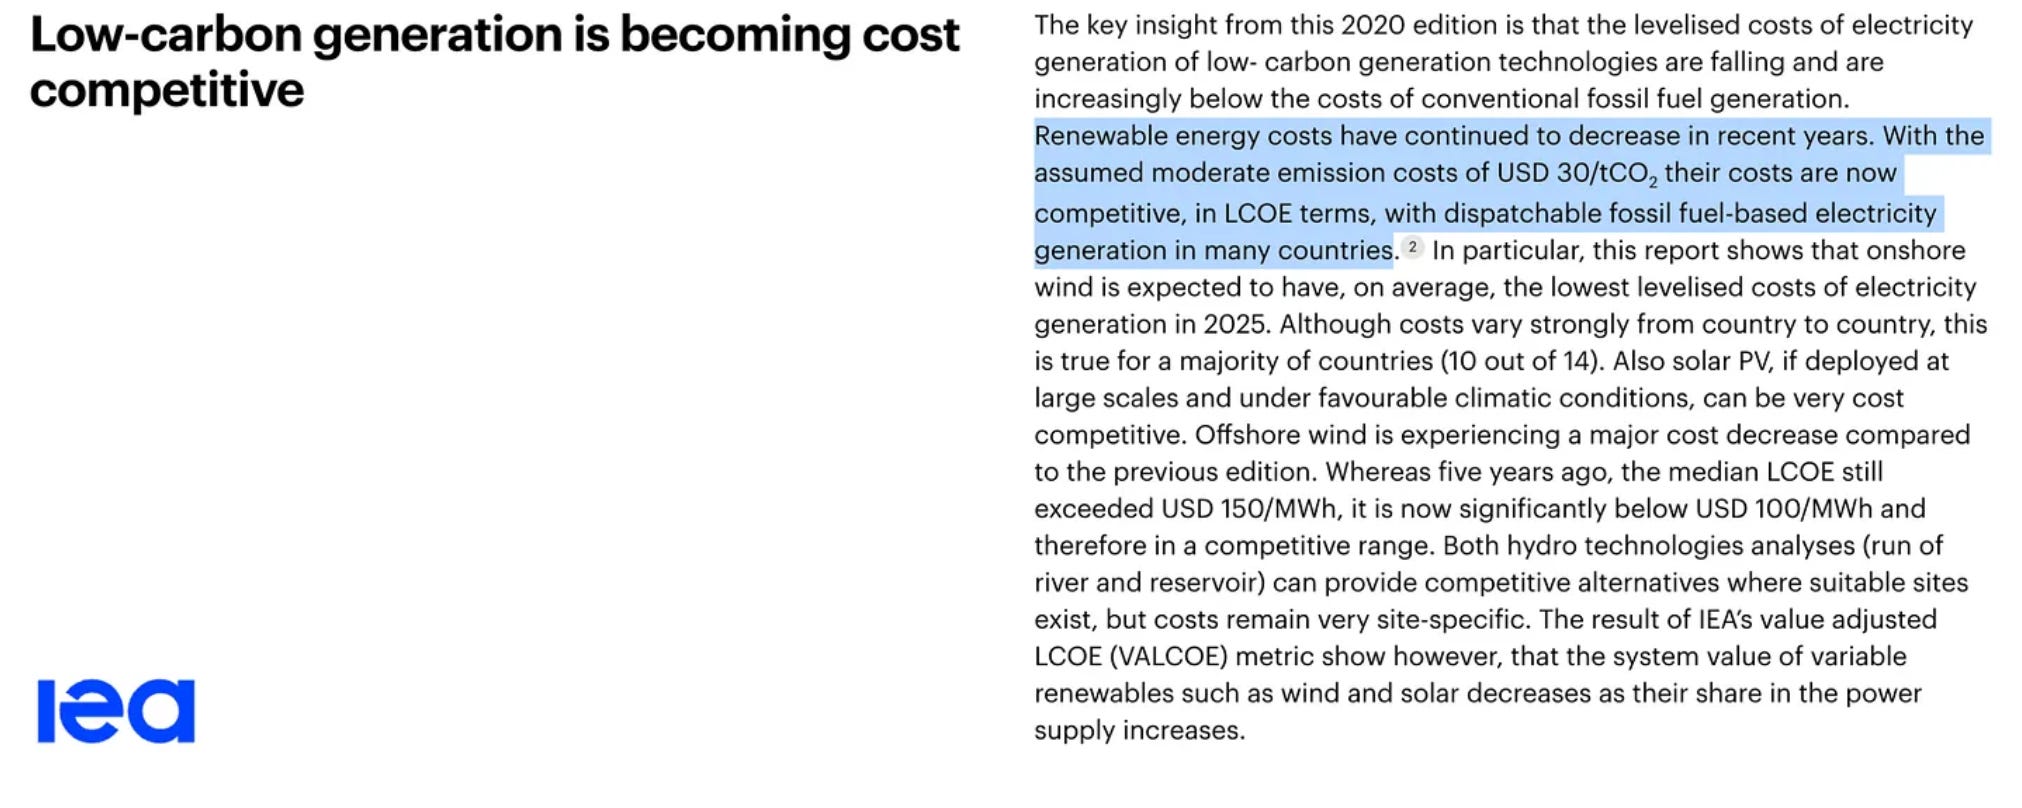 Low-carbon generation is becoming cost
competitive
The key insight from this 2020 edition is that the levelised costs of electricity
generation of low- carbon generation technologies are falling and are
increasingly below the costs of conventional fossil fuel generation.
Renewable energy costs have continued to decrease in recent years. With the
assumed moderate emission costs of USD 30/tCO₂ their costs are now
competitive, in LCOE terms, with dispatchable fossil fuel-based electricity
generation in many countries. 2 In particular, this report shows that onshore
wind is expected to have, on average, the lowest levelised costs of electricity
generation in 2025. Although costs vary strongly from country to country, this
is true for a majority of countries (10 out of 14). Also solar PV, if deployed at
large scales and under favourable climatic conditions, can be very cost
competitive. Offshore wind is experiencing a major cost decrease compared
to the previous edition. Whereas five years ago, the median LCOE still
exceeded USD 150/MWh, it is now significantly below USD 100/MWh and
therefore in a competitive range. Both hydro technologies analyses (run of
river and reservoir) can provide competitive alternatives where suitable sites
exist, but costs remain very site-specific. The result of IEA’s value adjusted
LCOE (VALCOE) metric show however, that the system value of variable
renewables such as wind and solar decreases as their share in the power
supply increases.
iea